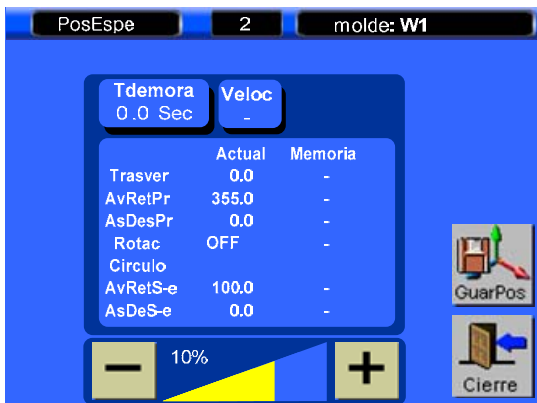 PosEspe 2 molde: W1
Tdemora Veloc
0.0 Sec -
Actual Memoria
Trasver 0.0 -
AvRetPr 355.0 -
AsDesPr 0.0 -
Rotac OFF -
Circulo
AvRetS-e 100.0 -
AsDeS-e 0.0 -
GuarPos
10%
Cierre